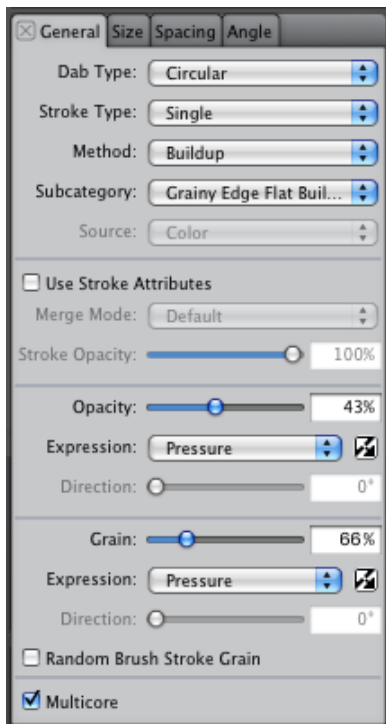 General Size Spacing Angle
Dab Type: Circular
Stroke Type: Single
Method: Buildup
Subcategory: Grainy Edge Flat Buil...
Source: Color
Use Stroke Attributes
Merge Mode: Default
Stroke Opacity: 100%
Opacity: 43%
Expression: Pressure
Direction: 0°
Grain: 66%
Expression: Pressure
Direction: 0°
Random Brush Stroke Grain
Multicore